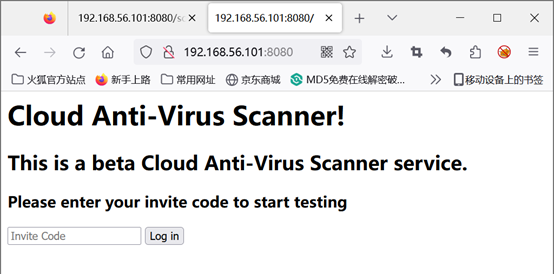 192.168.56.101:8080/sc
192.168.56.101:8080/
192.168.56.101:8080
火狐官方站点
新手上路
常用网址
京东商城
MD5免费在线解密破...
移动设备上的书签
Cloud Anti-Virus Scanner!
This is a beta Cloud Anti-Virus Scanner service.
Please enter your invite code to start testing
Invite Code
Log in